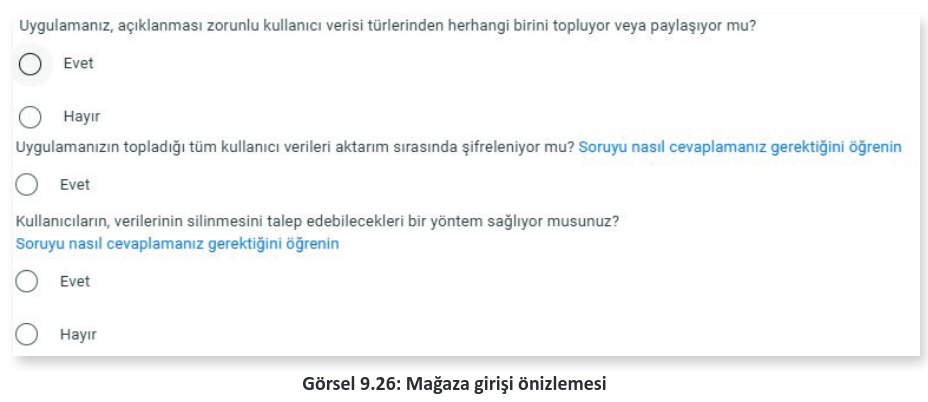 Uygulamanız, açıklanması zorunlu kullanıcı verisi türlerinden herhangi birini topluyor veya paylaşıyor mu?
Evet
Hayır
Uygulamanızın topladığı tüm kullanıcı verileri aktarım sırasında şifreleniyor mu? Soruyu nasıl cevaplamanız gerektiğini öğrenin
Evet
Kullanıcıların, verilerinin silinmesini talep edebilecekleri bir yöntem sağlıyor musunuz?
Soruyu nasıl cevaplamanız gerektiğini öğrenin
Evet
Hayır
Görsel 9.26: Mağaza girişi önizlemesi